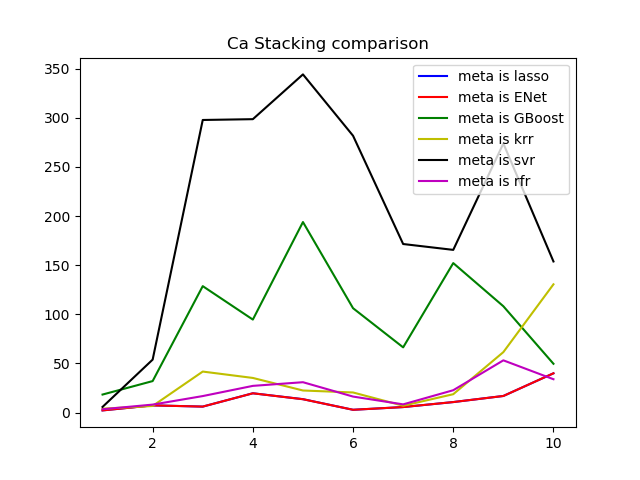 Ca Stacking comparison
350
300
250
200
150
100
50
0
meta is lasso
meta is ENet
meta is GBoost
meta is krr
meta is svr
meta is rfr
2 4 6 8 10